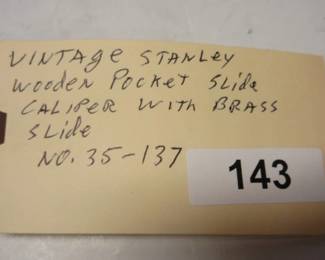 VINTAGE STANLEY
WOODEN POCKET SLIDE
CALIPER WITH BRASS
SLIDE
NO. 35-137
143